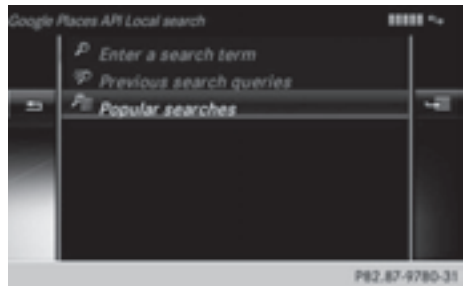 Google Places API Local search
Enter a search term
Previous search queries
Popular searches
P82.87-9780-31